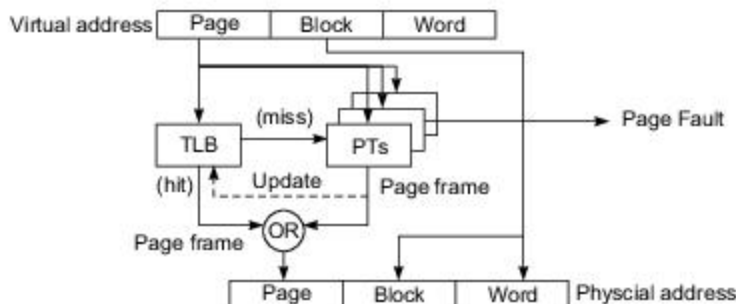 Virtual address Page Block Word
(miss)
Page Fault
TLB
PTs
(hit)
Update
Page frame
OR
Page frame
Page Block Word Physcial address